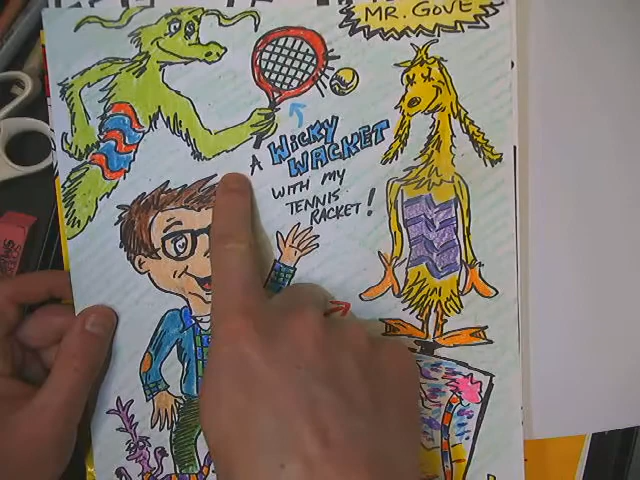 MR. GOVE
A WICKY
WACKET
WITH MY
TENNIS
RACKET!